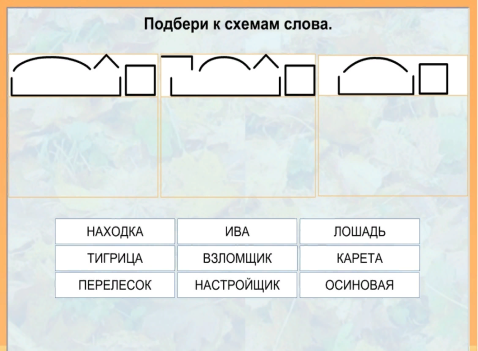 Подбери к схемам слова.
НАХОДКА ИВА ЛОШАДЬ
ТИГРИЦА ВЗЛОМЩИК КАРЕТА
ПЕРЕЛЕСОК НАСТРОЙЩИК ОСИНОВАЯ